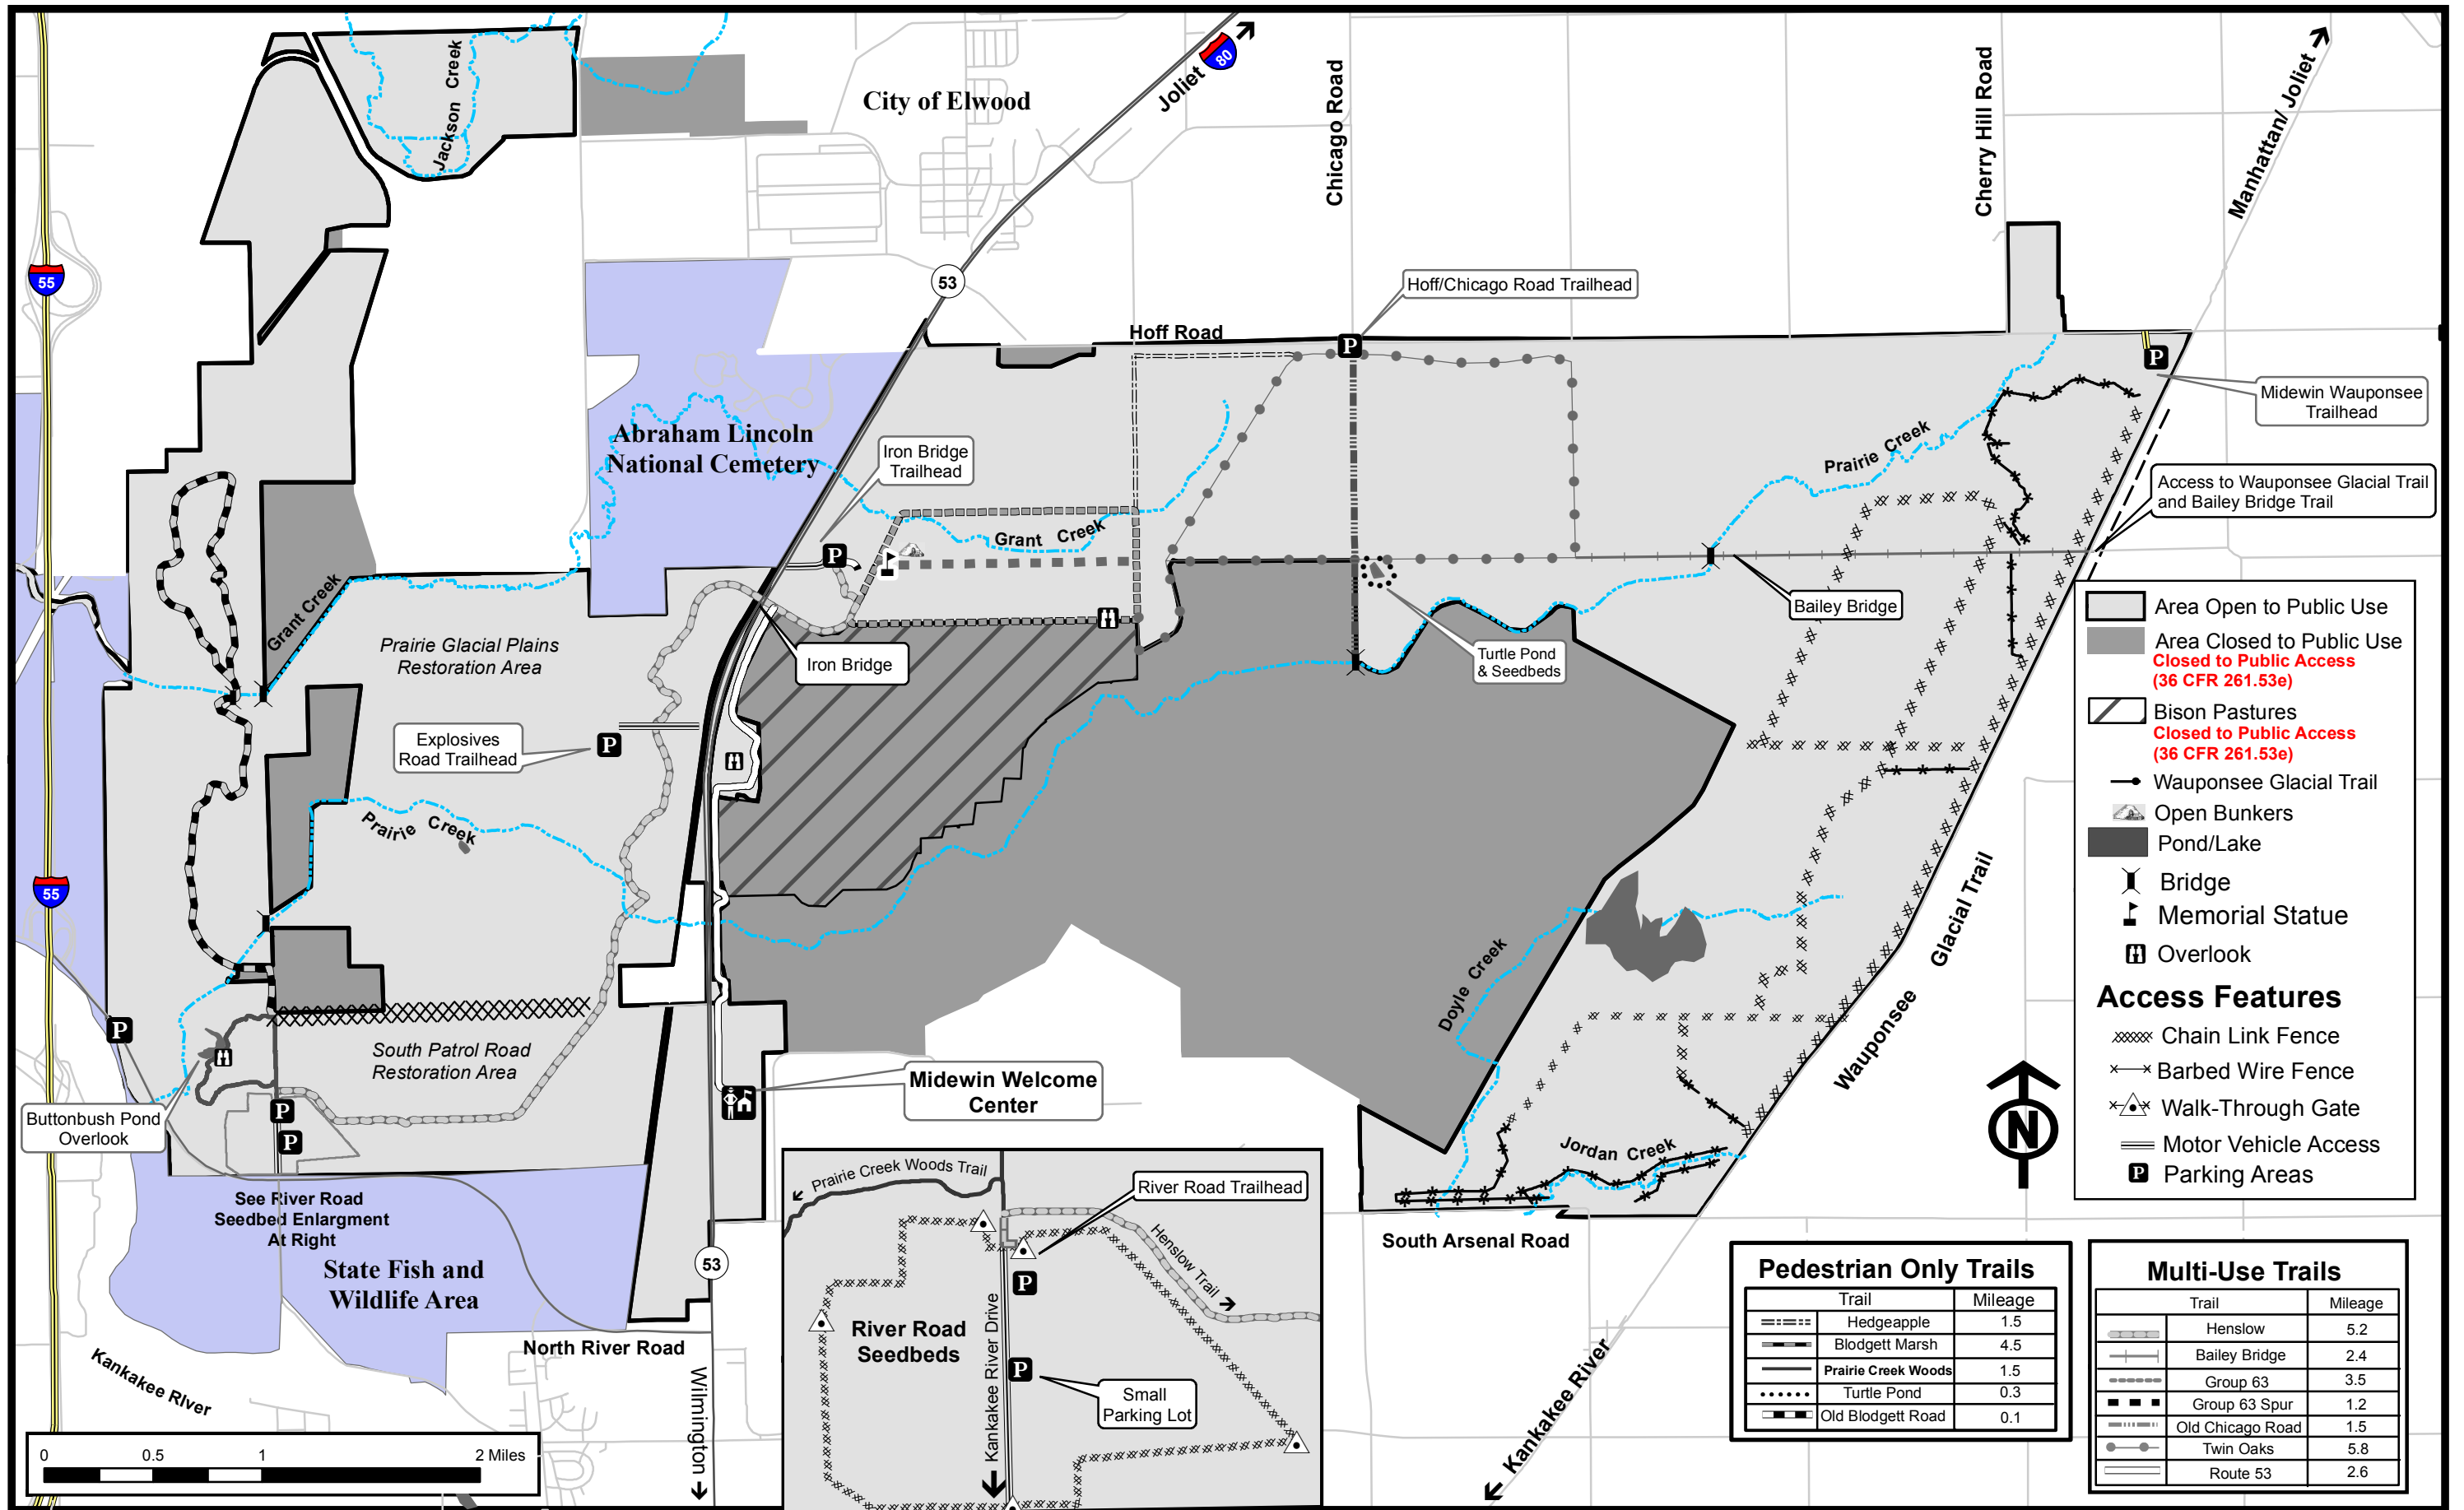 Jackson Creek
City of Elwood
Joliet
80
Chicago Road
Cherry Hill Road
Manhattan/ Joliet
55
53
Hoff/Chicago Road Trailhead
Hoff Road
P
P
Midewin Wauponsee
Trailhead
Abraham Lincoln
National Cemetery
Iron Bridge
Trailhead
Prairie Creek
Access to Wauponsee Glacial Trail
and Bailey Bridge Trail
Grant Creek
P
Grant Creek
Prairie Glacial Plains
Restoration Area
Iron Bridge
Bailey Bridge
Turtle Pond
& Seedbeds
Explosives
Road Trailhead
P
Prairie Creek
55
Doyle Creek
Wauponsee Glacial Trail
P
South Patrol Road
Restoration Area
Midewin Welcome
Center
Buttonbush Pond
Overlook
P
P
Jordan Creek
See River Road
Seedbed Enlargment
At Right
State Fish and
Wildlife Area
53
South Arsenal Road
North River Road
Wilmington
Kankakee RIver
Kankakee River
N
0 0.5 1 2 Miles
Prairie Creek Woods Trail
River Road Trailhead
Henslow Trail
P
River Road
Seedbeds
Kankakee River Drive
P
Small
Parking Lot
Area Open to Public Use
Area Closed to Public Use
Closed to Public Access
(36 CFR 261.53e)
Bison Pastures
Closed to Public Access
(36 CFR 261.53e)
Wauponsee Glacial Trail
Open Bunkers
Pond/Lake
Bridge
Memorial Statue
Overlook
Access Features
Chain Link Fence
Barbed Wire Fence
Walk-Through Gate
Motor Vehicle Access
P Parking Areas
Pedestrian Only Trails
Trail Mileage
Hedgeapple 1.5
Blodgett Marsh 4.5
Prairie Creek Woods 1.5
Turtle Pond 0.3
Old Blodgett Road 0.1
Multi-Use Trails
Trail Mileage
Henslow 5.2
Bailey Bridge 2.4
Group 63 3.5
Group 63 Spur 1.2
Old Chicago Road 1.5
Twin Oaks 5.8
Route 53 2.6